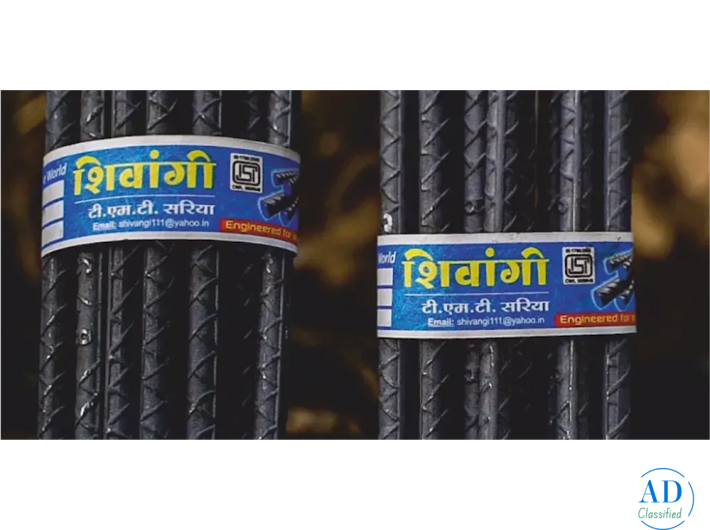 World
शिवांगी
टी.एम.टी. सरिया
Email: shivangi111@yahoo.in
Engineered for
World
शिवांगी
टी.एम.टी. सरिया
Email: shivangi111@yahoo.in
Engineered for
AD
Classified